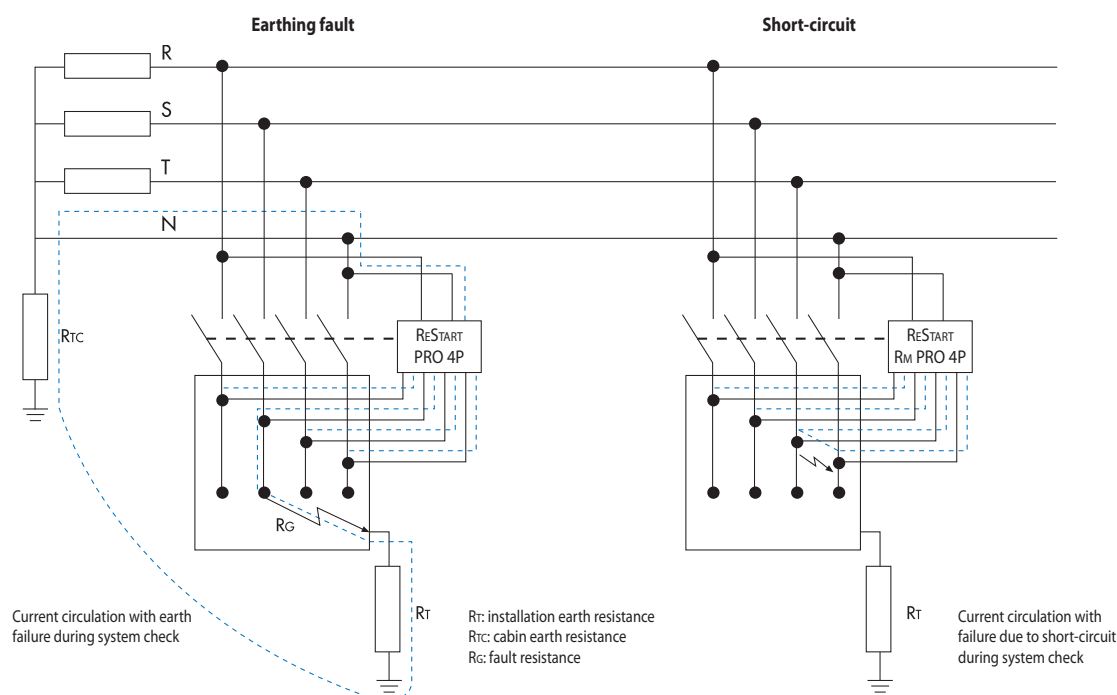 Earthing fault
Short-circuit
R
S
T
N
RTC
ReStart
PRO 4P
ReStart
RM PRO 4P
RG
RT
RT
Current circulation with earth
failure during system check
RT: installation earth resistance
RTC: cabin earth resistance
RG: fault resistance
Current circulation with
failure due to short-circuit
during system check